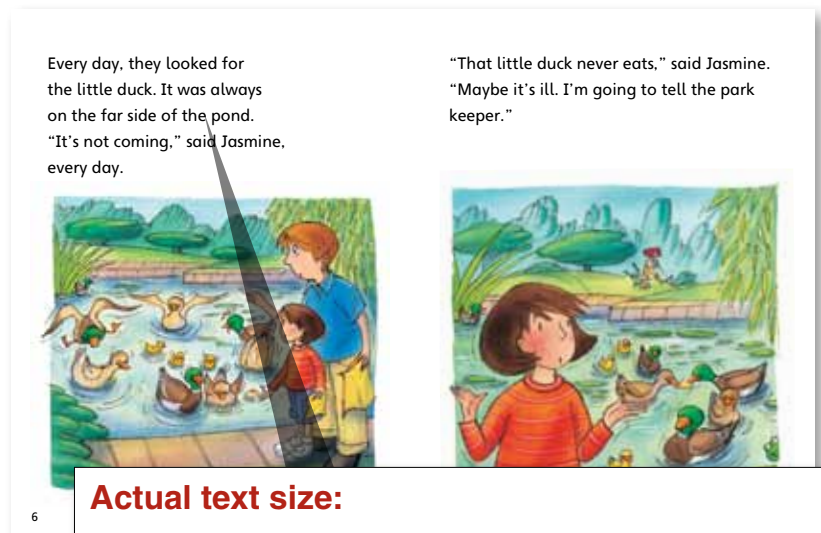 Every day, they looked for
the little duck. It was always
on the far side of the pond.
“It’s not coming,” said Jasmine,
every day.
“That little duck never eats,” said Jasmine.
“Maybe it’s ill. I’m going to tell the park
keeper.”
Actual text size:
6